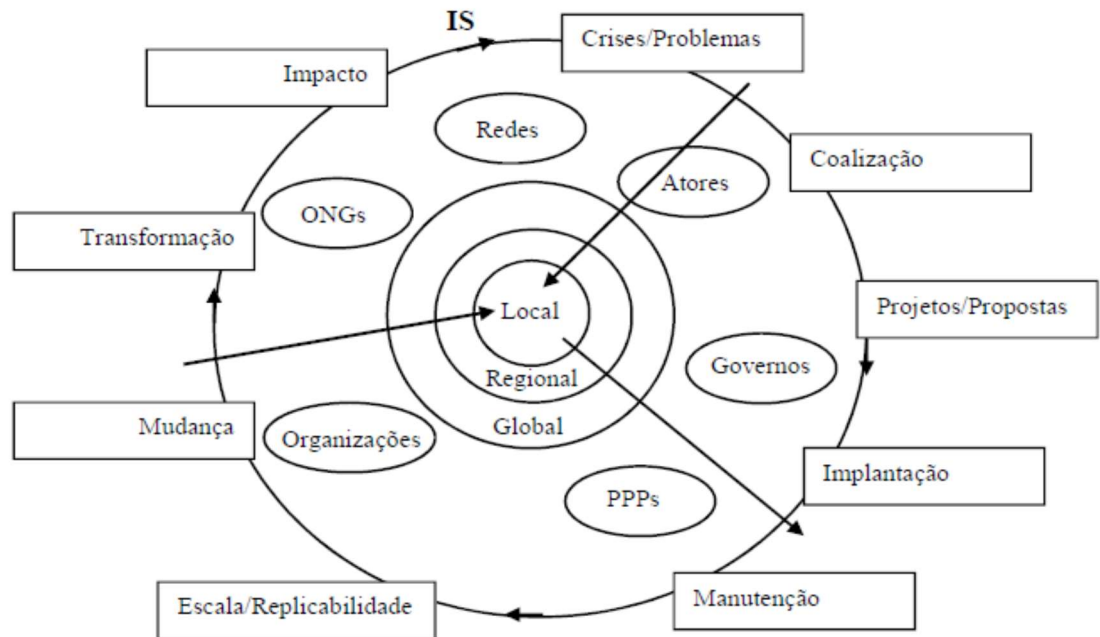 IS
Crises/Problemas
Impacto
Redes
Coalização
Atores
ONGs
Transformação
Local
Projetos/Propostas
Governos
Regional
Mudança
Global
Organizações
Implantação
PPPs
Manutenção
Escala/Replicabilidade